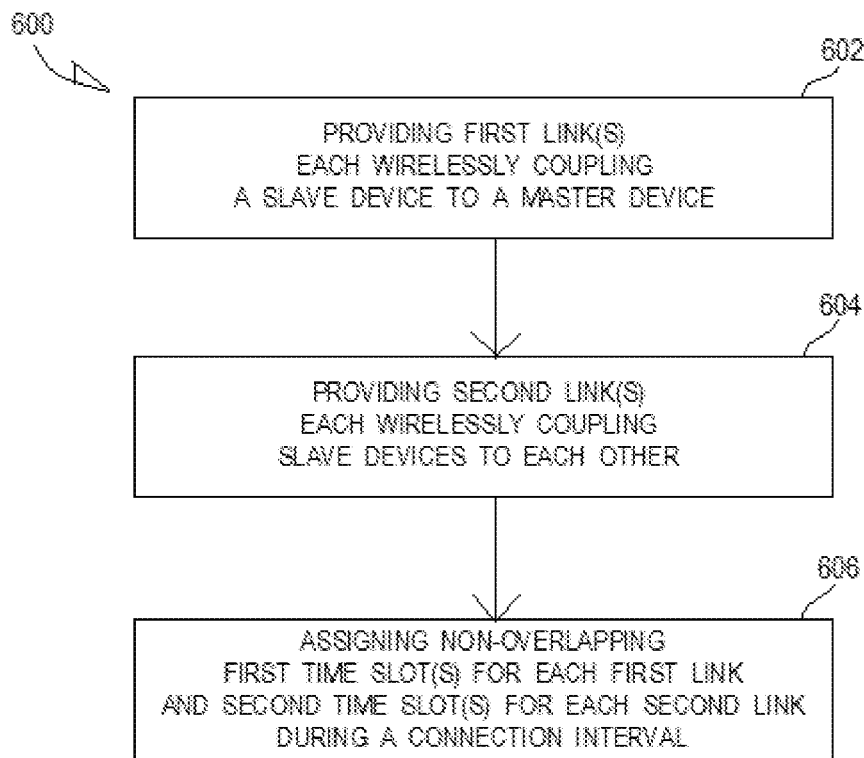 600
602
PROVIDING FIRST LINK(S)
EACH WIRELESSLY COUPLING
A SLAVE DEVICE TO A MASTER DEVICE
604
PROVIDING SECOND LINK(S)
EACH WIRELESSLY COUPLING
SLAVE DEVICES TO EACH OTHER
606
ASSIGNING NON-OVERLAPPING
FIRST TIME SLOT(S) FOR EACH FIRST LINK
AND SECOND TIME SLOT(S) FOR EACH SECOND LINK
DURING A CONNECTION INTERVAL